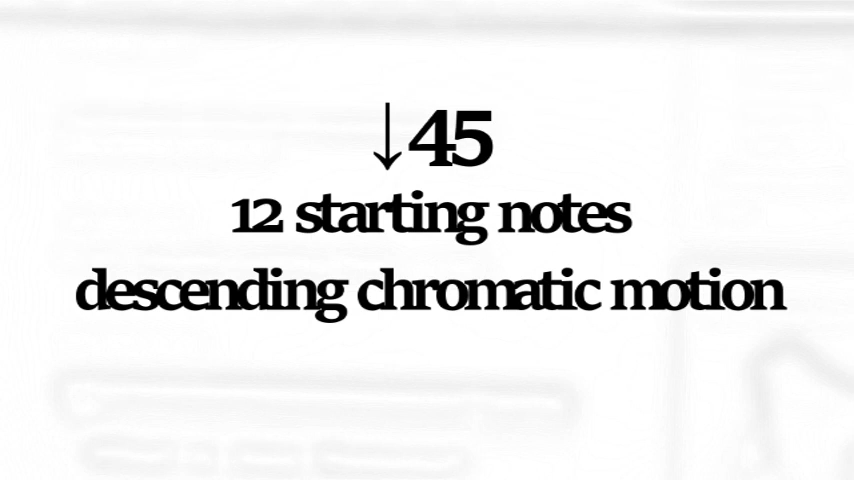 ↓45
12 starting notes
descending chromatic motion